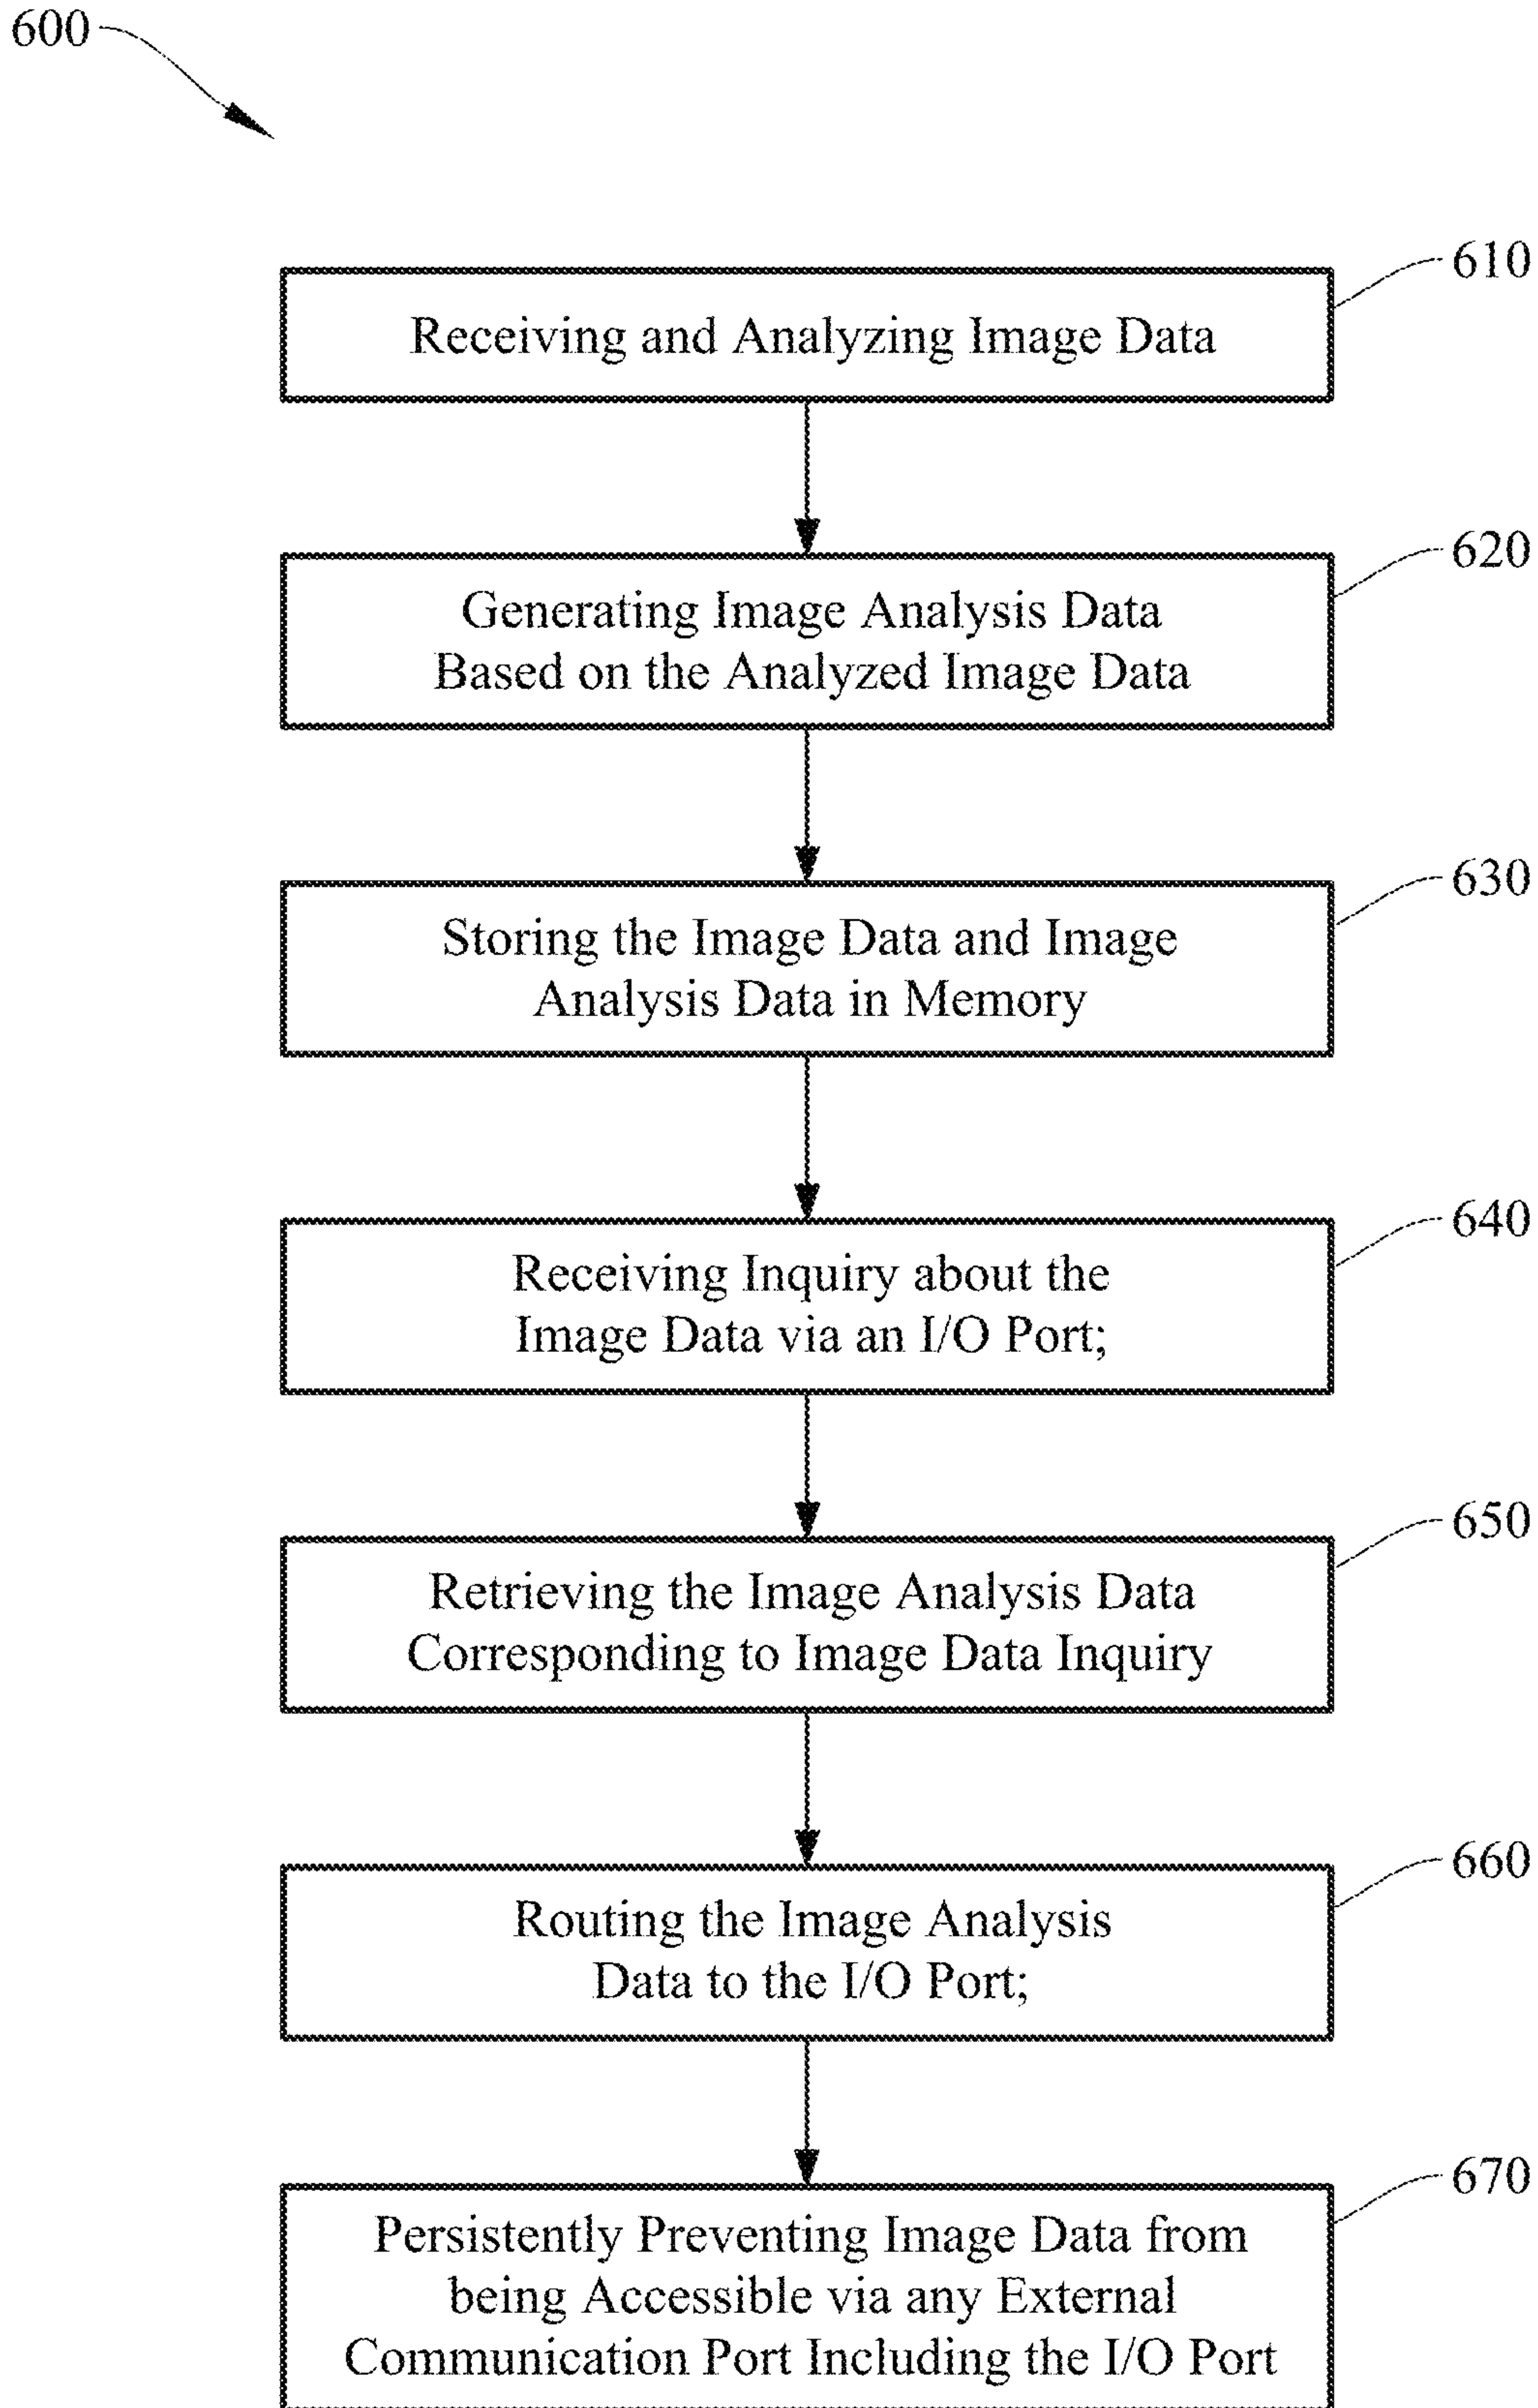 600
610
Receiving and Analyzing Image Data
620
Generating Image Analysis Data
Based on the Analyzed Image Data
630
Storing the Image Data and Image
Analysis Data in Memory
640
Receiving Inquiry about the
Image Data via an I/O Port;
650
Retrieving the Image Analysis Data
Corresponding to Image Data Inquiry
660
Routing the Image Analysis
Data to the I/O Port;
670
Persistently Preventing Image Data from
being Accessible via any External
Communication Port Including the I/O Port